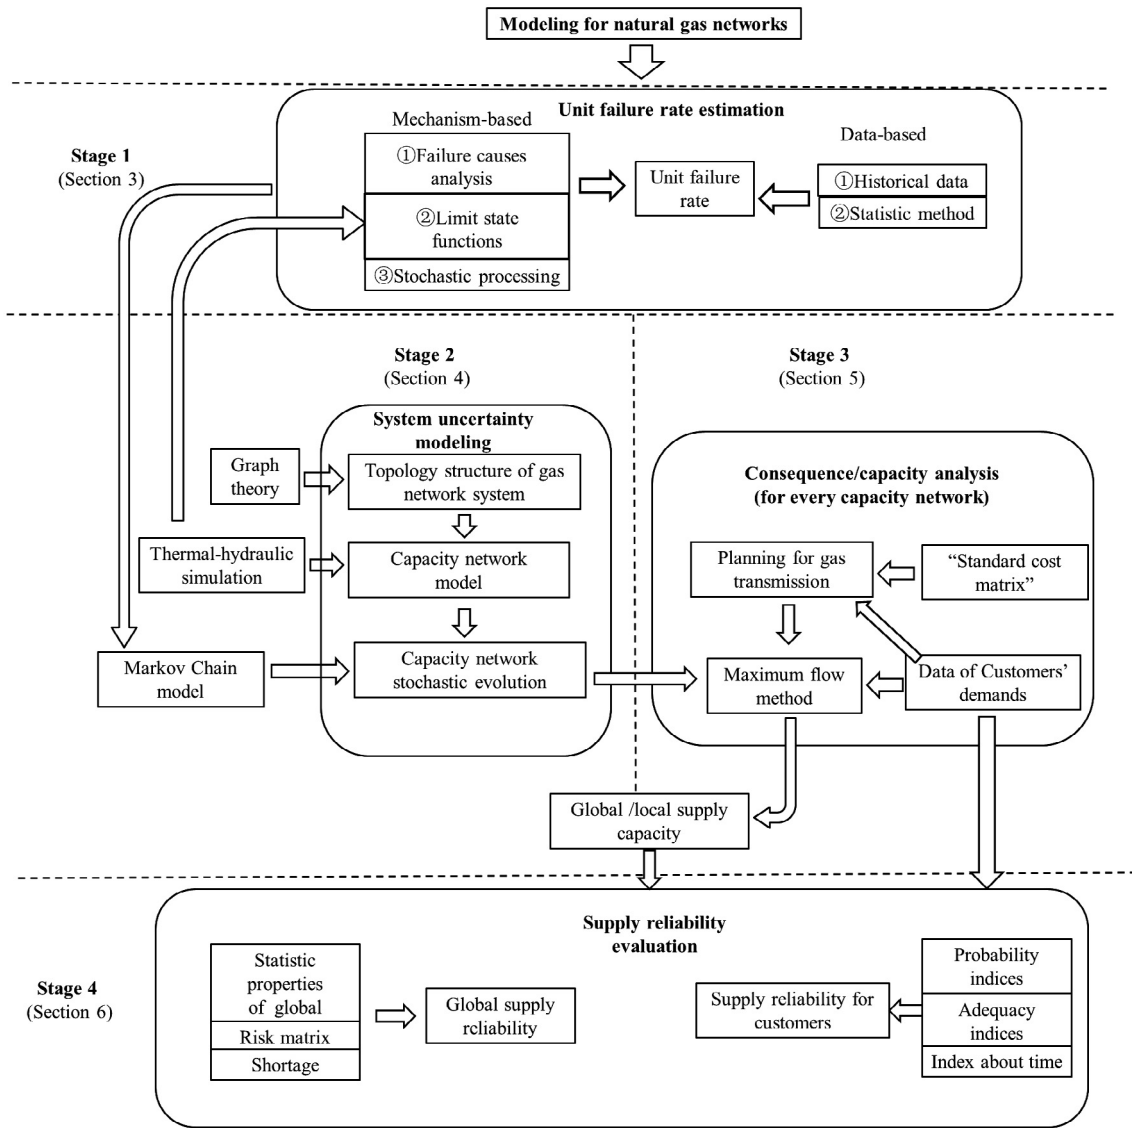 Modeling for natural gas networks
Unit failure rate estimation
Stage 1
(Section 3)
Mechanism-based
①Failure causes
analysis
②Limit state
functions
③Stochastic processing
Unit failure
rate
Data-based
①Historical data
②Statistic method
Stage 2
(Section 4)
System uncertainty
modeling
Graph
theory
Topology structure of gas
network system
Thermal-hydraulic
simulation
Capacity network
model
Markov Chain
model
Capacity network
stochastic evolution
Stage 3
(Section 5)
Consequence/capacity analysis
(for every capacity network)
Planning for gas
transmission
“Standard cost
matrix”
Maximum flow
method
Data of Customers’
demands
Global /local supply
capacity
Stage 4
(Section 6)
Supply reliability
evaluation
Statistic
properties
of global
Risk matrix
Shortage
Global supply
reliability
Supply reliability for
customers
Probability
indices
Adequacy
indices
Index about time